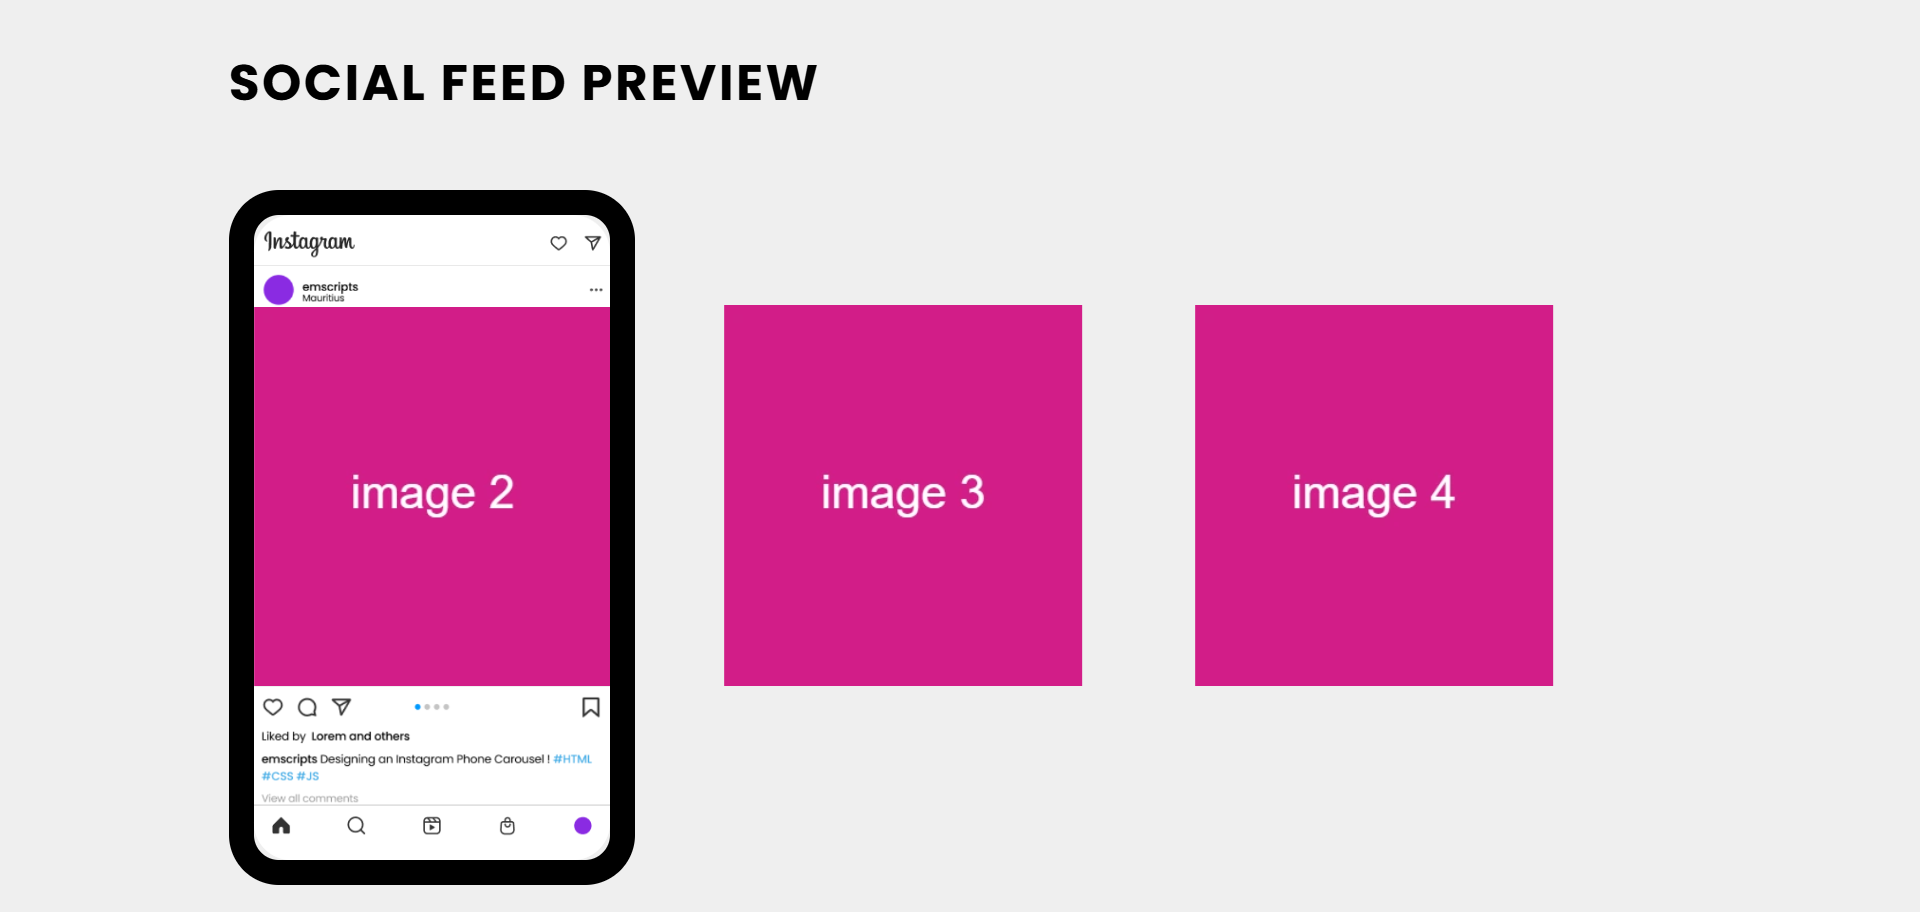 SOCIAL FEED PREVIEW
Instagram
emscripts
Mauritius
image 2
image 3
image 4
Liked by Lorem and others
emscripts Designing an Instagram Phone Carousel ! #HTML
#CSS #JS
View all comments